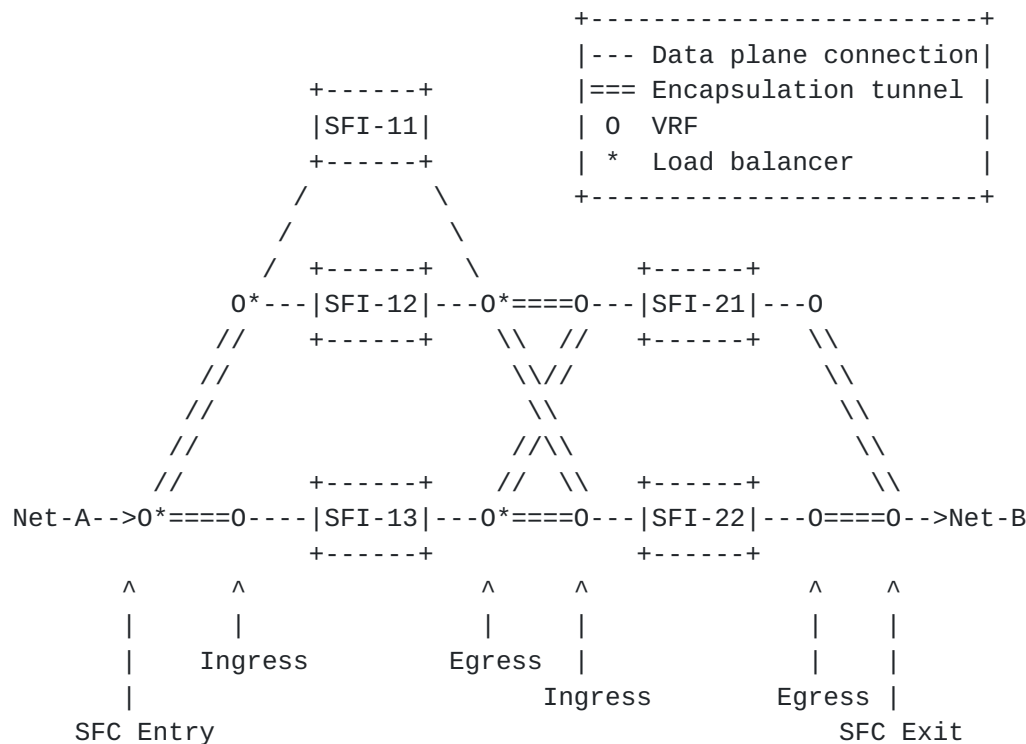 +-------------------------+
|--- Data plane connection|
+------+         |=== Encapsulation tunnel |
|SFI-11|         | O  VRF                  |
+------+         | *  Load balancer        |
/        \        +-------------------------+
/          \
/  +------+  \          +------+
O*---|SFI-12|---O*====O---|SFI-21|---O
//    +------+    \\  //   +------+   \\
//                  \\//                \\
//                    \\                  \\
//                    //\\                  \\
//        +------+    //  \\   +------+       \\
Net-A-->O*====O----|SFI-13|---O*====O---|SFI-22|---O====O-->Net-B
+------+                   +------+
^      ^               ^     ^              ^    ^
|      |               |     |              |    |
|    Ingress         Egress  |              |    |
|                          Ingress        Egress |
SFC Entry                                       SFC Exit